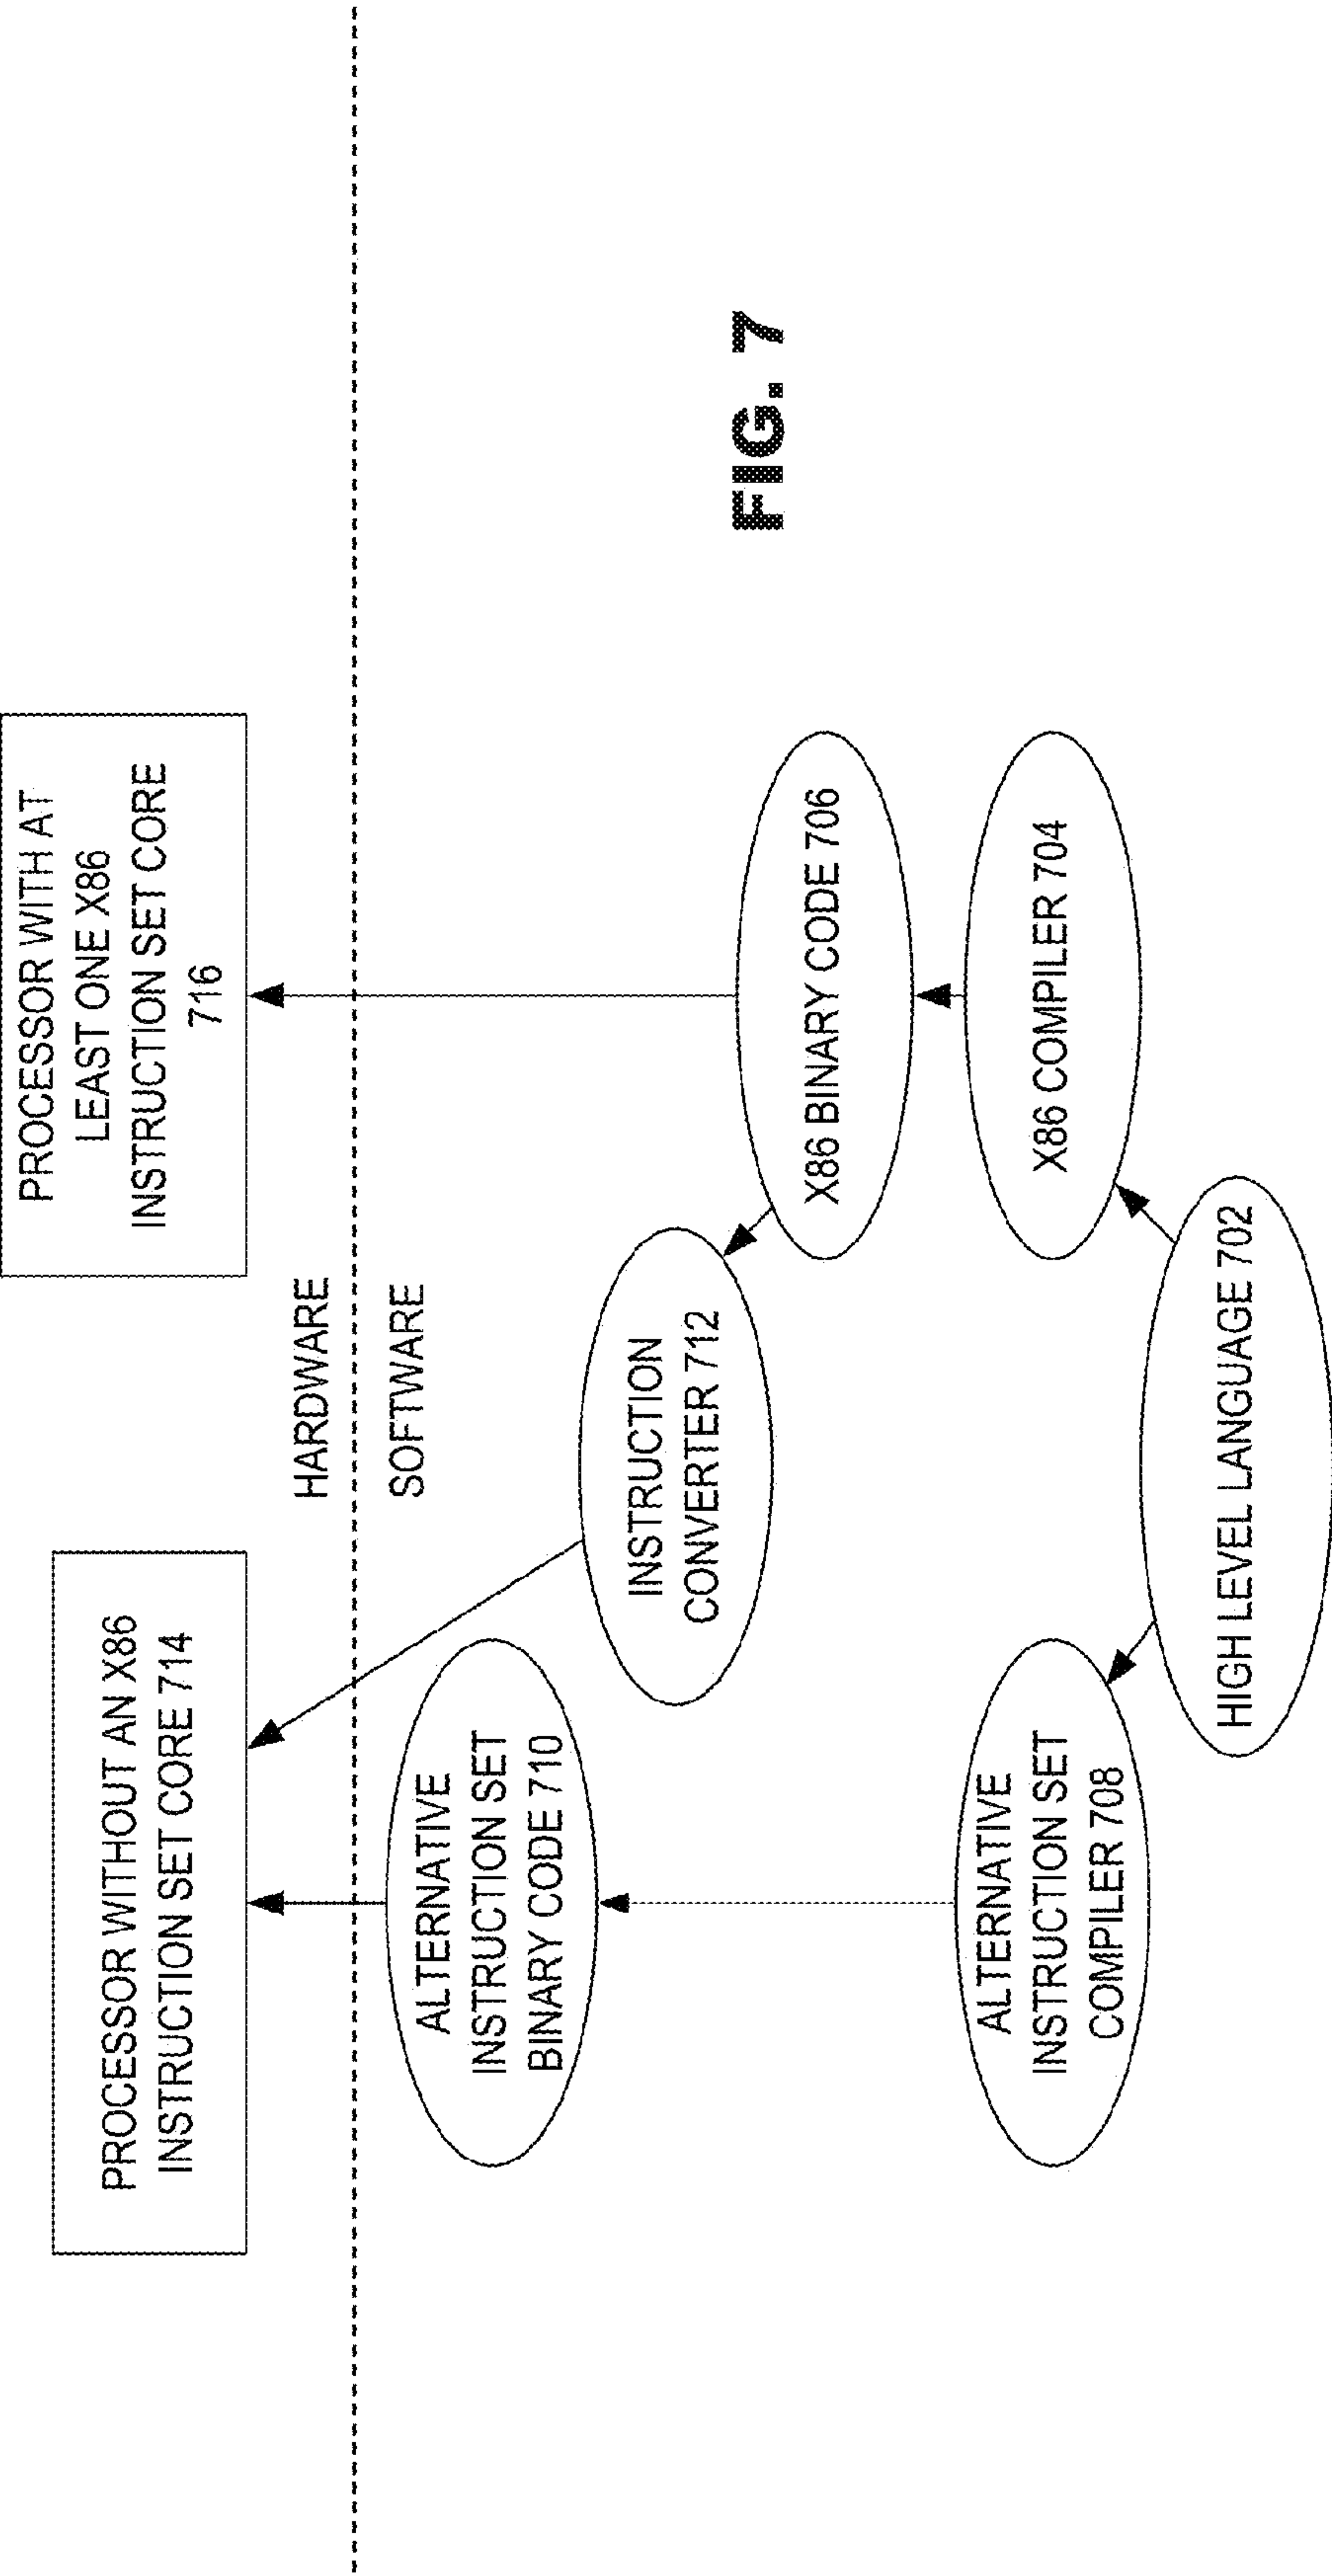 PROCESSOR WITHOUT AN X86
INSTRUCTION SET CORE 714
PROCESSOR WITH AT
LEAST ONE X86
INSTRUCTION SET CORE
716
HARDWARE
SOFTWARE
ALTERNATIVE
INSTRUCTION SET
BINARY CODE 710
INSTRUCTION
CONVERTER 712
X86 BINARY CODE 706
ALTERNATIVE
INSTRUCTION SET
COMPILER 708
X86 COMPILER 704
HIGH LEVEL LANGUAGE 702
FIG. 7